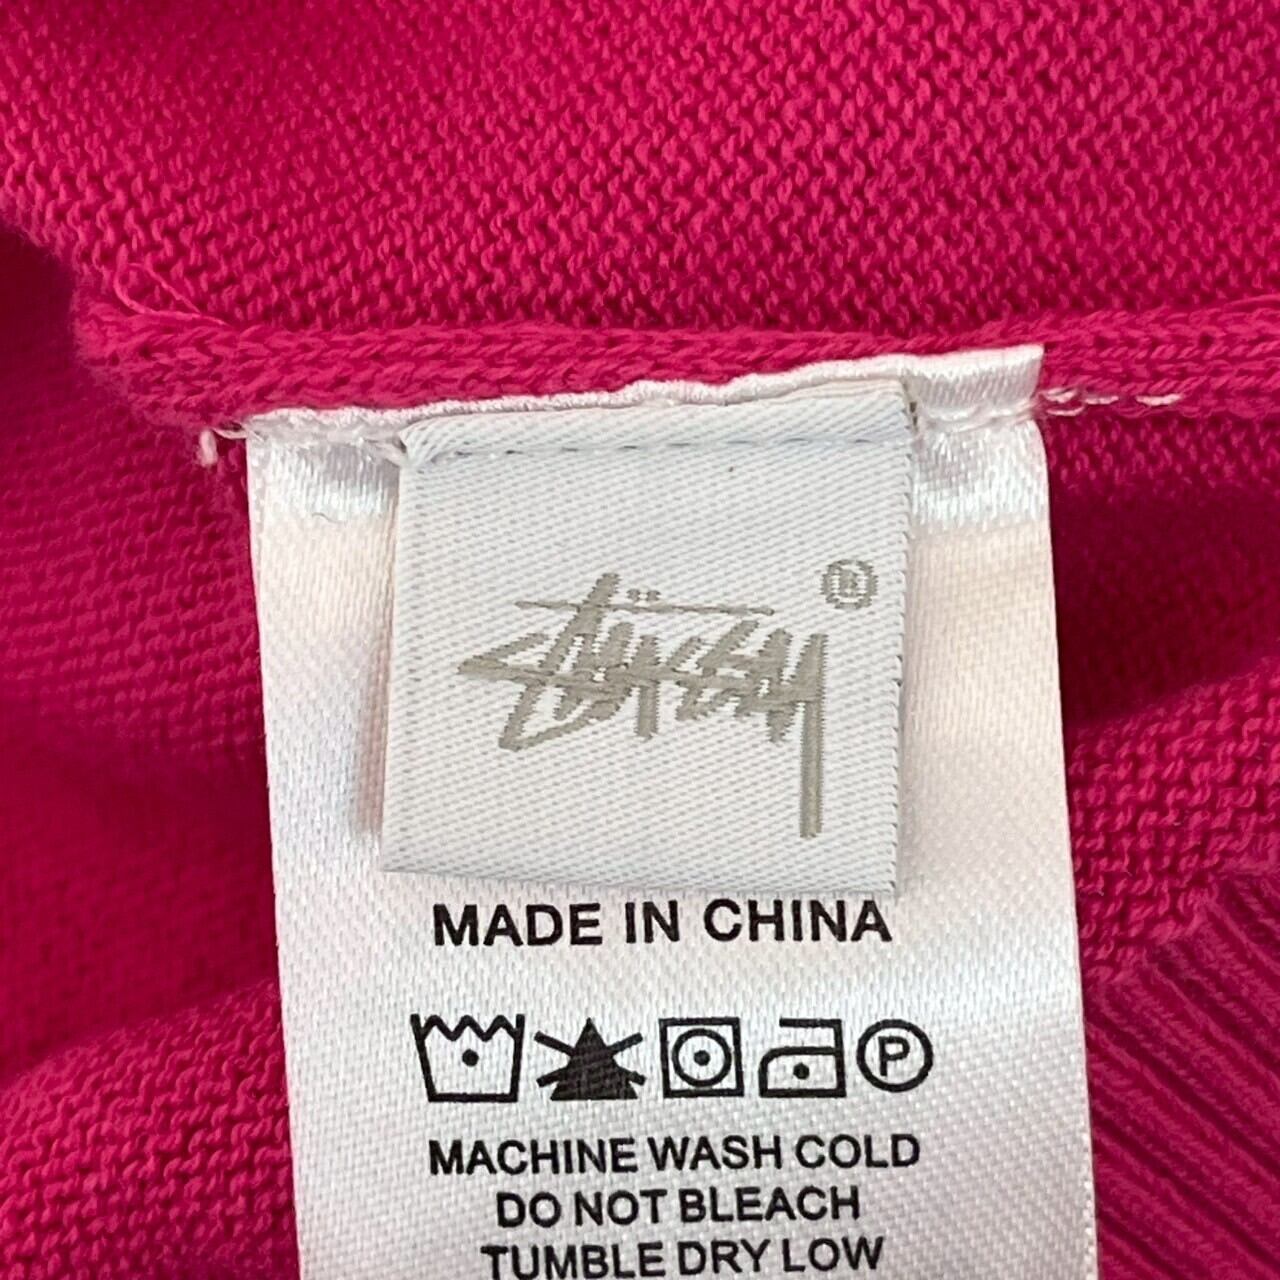 Stüssy ®
MADE IN CHINA
P
MACHINE WASH COLD
DO NOT BLEACH
TUMBLE DRY LOW